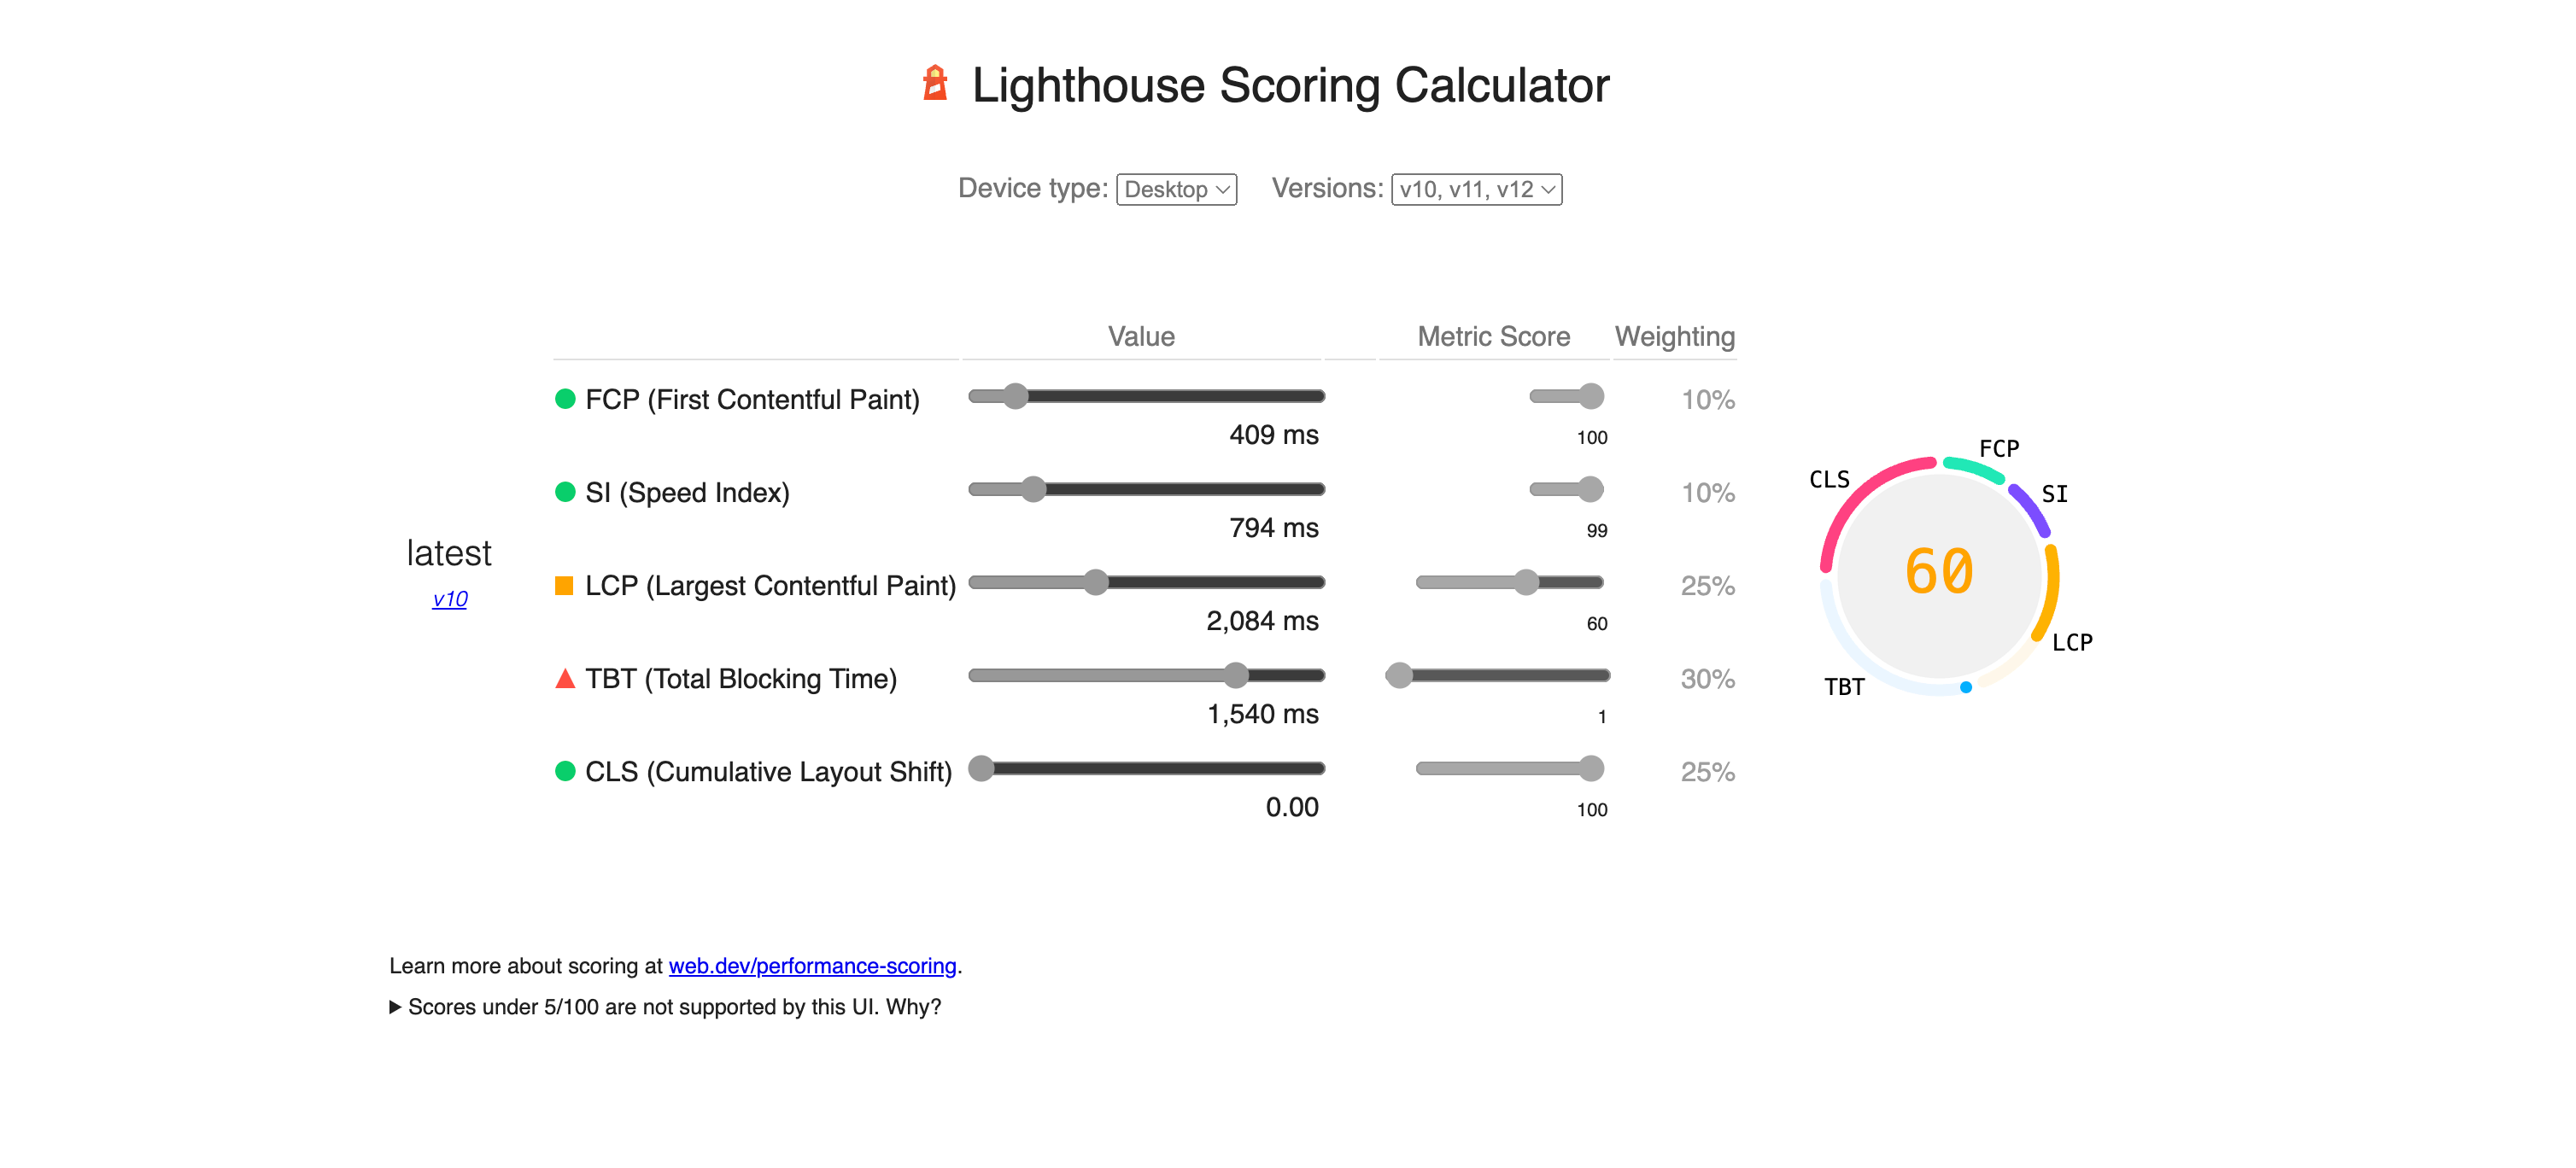 Lighthouse Scoring Calculator
Device type: Desktop Versions: v10, v11, v12
Value Metric Score Weighting
latest
v10
FCP (First Contentful Paint) 10%
409 ms 100
SI (Speed Index) 10%
794 ms 99
LCP (Largest Contentful Paint) 25%
2,084 ms 60
TBT (Total Blocking Time) 30%
1,540 ms 1
CLS (Cumulative Layout Shift) 25%
0.00 100
FCP
CLS
SI
60
LCP
TBT
Learn more about scoring at web.dev/performance-scoring.
Scores under 5/100 are not supported by this UI. Why?